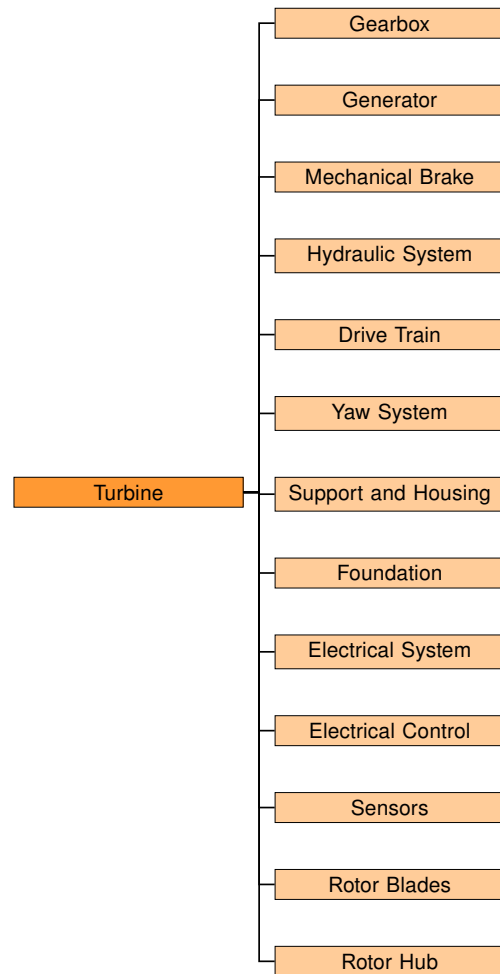 Gearbox
Generator
Mechanical Brake
Hydraulic System
Drive Train
Yaw System
Turbine
Support and Housing
Foundation
Electrical System
Electrical Control
Sensors
Rotor Blades
Rotor Hub